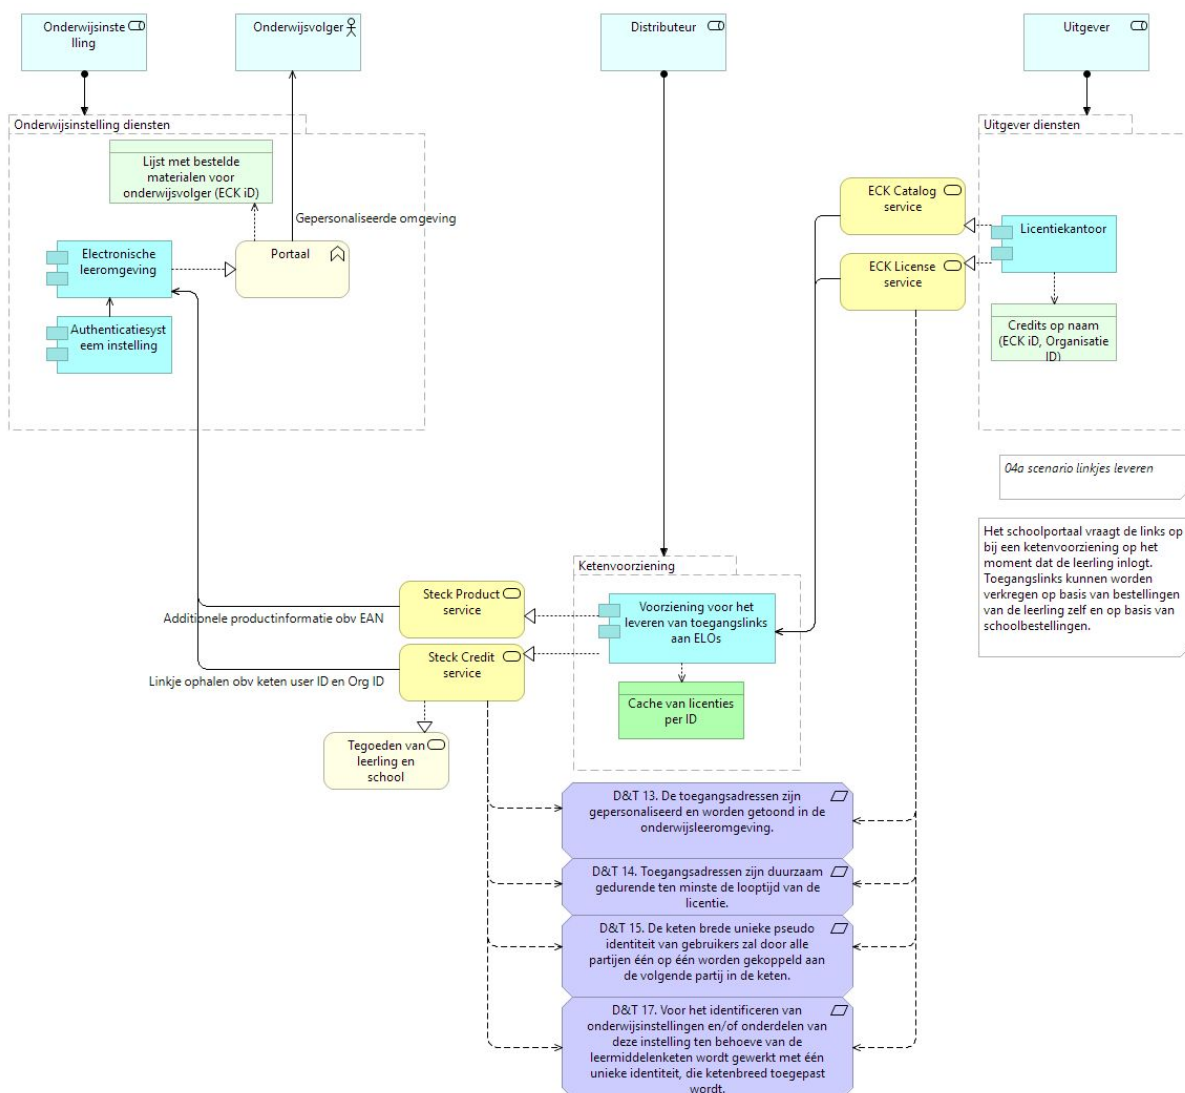 Onderwijsinste
lling
Onderwijsvolger
Distributeur
Uitgever
Onderwijsinstelling diensten
Lijst met bestelde
materialen voor
onderwijsvolger (ECK iD)
Gepersonaliseerde omgeving
Electronische
leeromgeving
Portaal
Authenticatiesyst
eem instelling
Uitgever diensten
ECK Catalog
service
Licentiekantoor
ECK License
service
Credits op naam
(ECK iD, Organisatie
ID)
04a scenario linkjes leveren
Het schoolportaal vraagt de links op
bij een ketenvoorziening op het
moment dat de leerling inlogt.
Toegangslinks kunnen worden
verkregen op basis van bestellingen
van de leerling zelf en op basis van
schoolbestellingen.
Ketenvoorziening
Steck Product
service
Additionele productinformatie obv EAN
Voorziening voor het
leveren van toegangslinks
aan ELOs
Steck Credit
service
Linkje ophalen obv keten user ID en Org ID
Cache van licenties
per ID
Tegoeden van
leerling en
school
D&T 13. De toegangsadressen zijn
gepersonaliseerd en worden getoond in de
onderwijsleeromgeving.
D&T 14. Toegangsadressen zijn duurzaam
gedurende ten minste de looptijd van de
licentie.
D&T 15. De keten brede unieke pseudo
identiteit van gebruikers zal door alle
partijen één op één worden gekoppeld aan
de volgende partij in de keten.
D&T 17. Voor het identificeren van
onderwijsinstellingen en/of onderdelen van
deze instelling ten behoeve van de
leermiddelenketen wordt gewerkt met één
unieke identiteit, die ketenbreed toegepast
wordt.